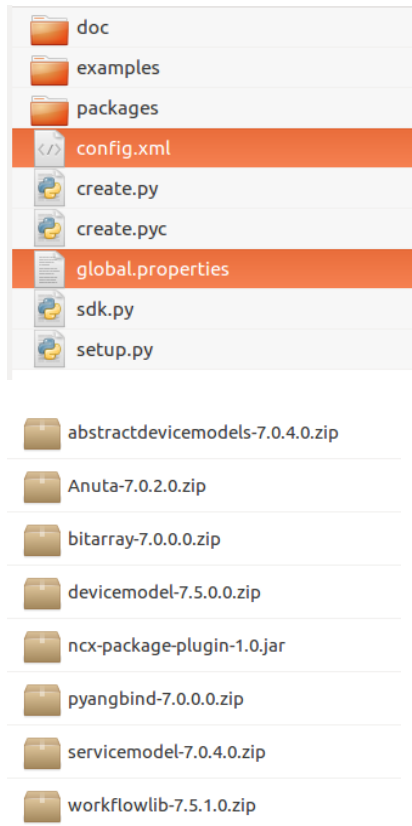 doc
examples
packages
config.xml
create.py
create.pyc
global.properties
sdk.py
setup.py
abstractdevicemodels-7.0.4.0.zip
Anuta-7.0.2.0.zip
bitarray-7.0.0.0.zip
devicemodel-7.5.0.0.zip
ncx-package-plugin-1.0.jar
pyangbind-7.0.0.0.zip
servicemodel-7.0.4.0.zip
workflowlib-7.5.1.0.zip